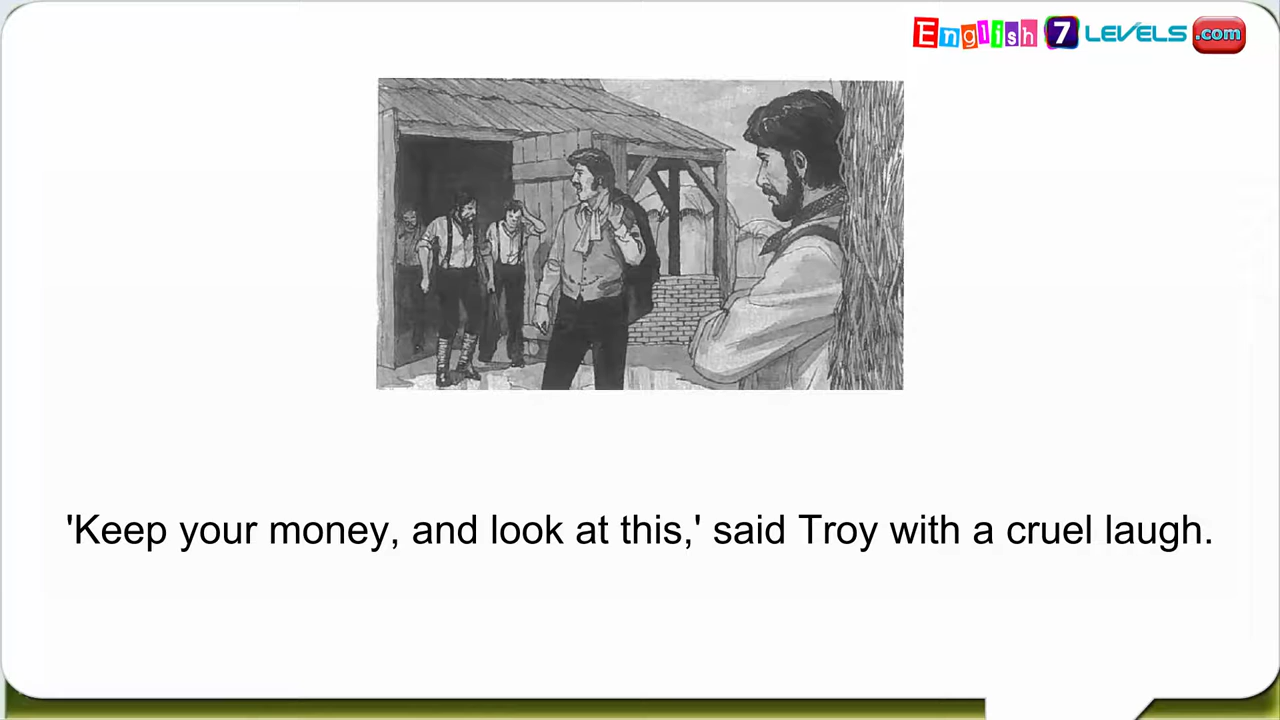 English 7 LEVELS .com
'Keep your money, and look at this,' said Troy with a cruel laugh.